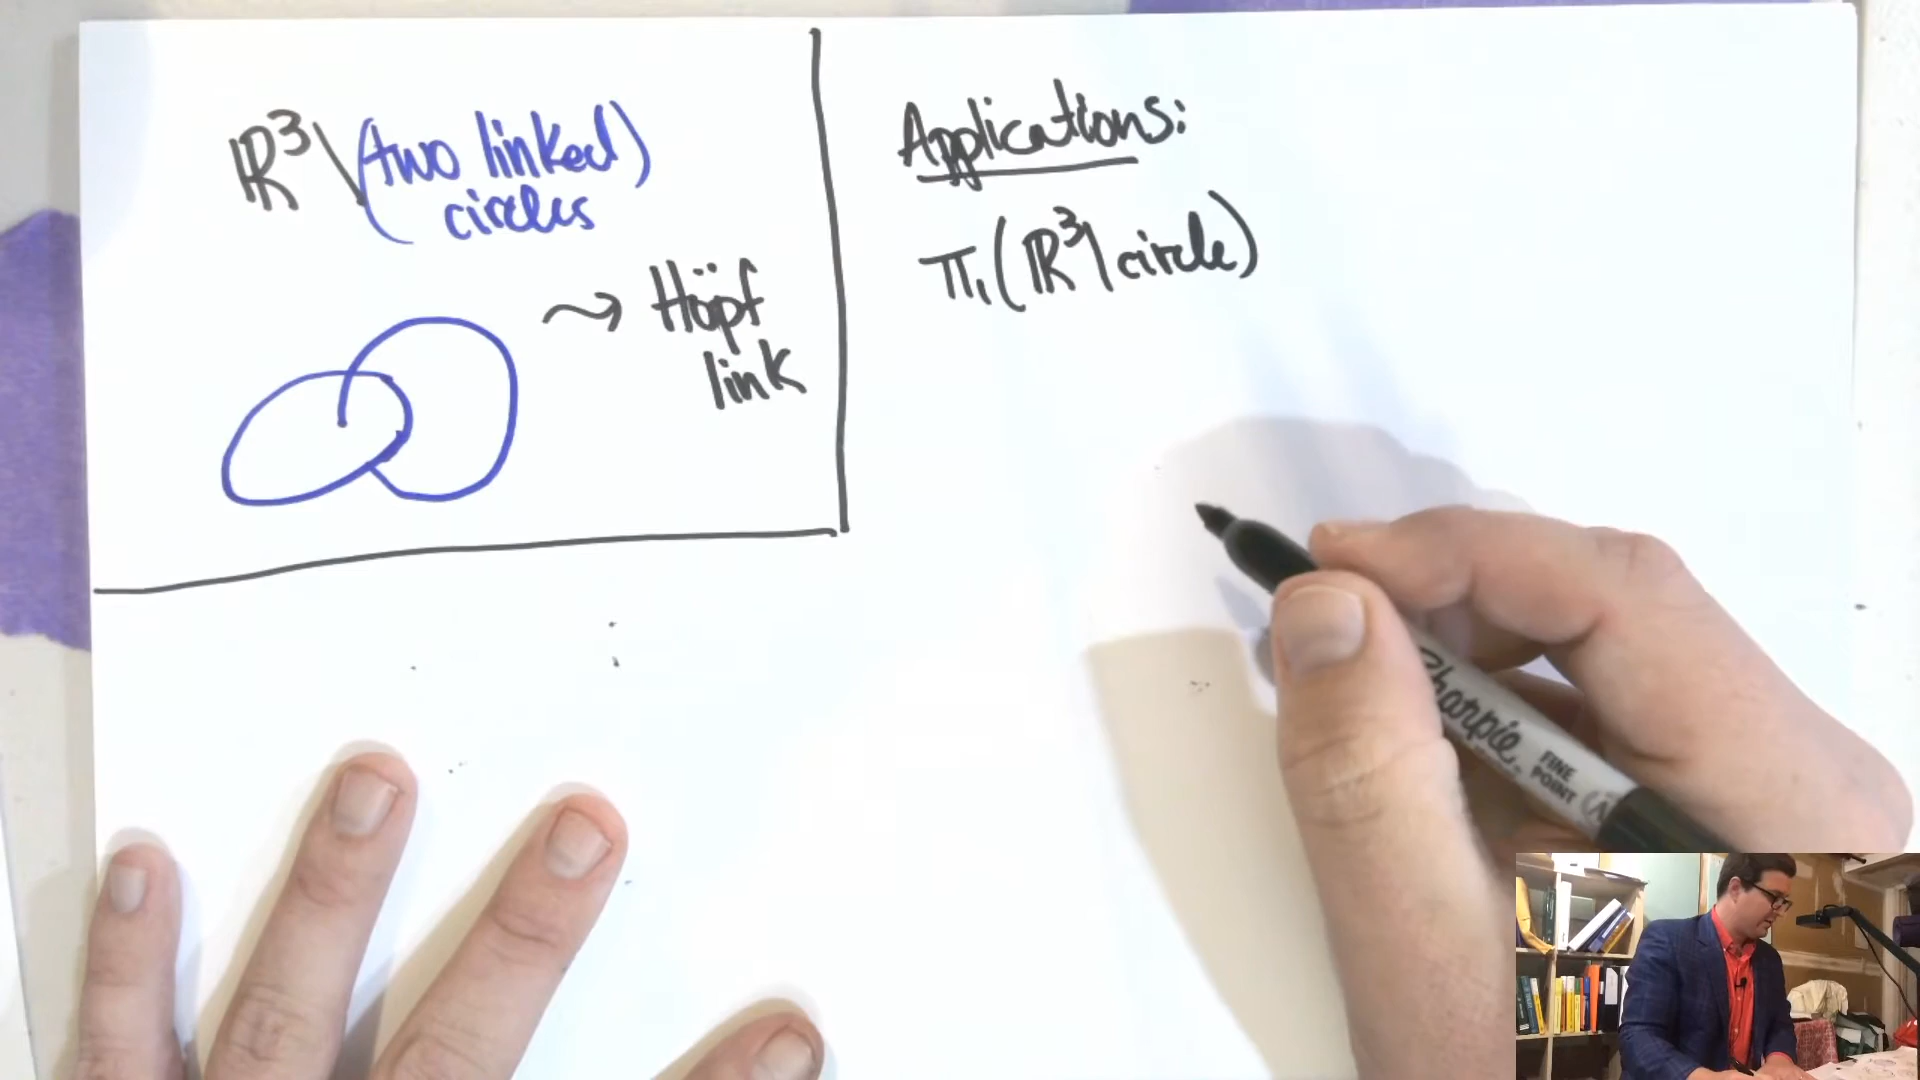 ℝ³ \ (two linked)
circles
⇝ Höpf
link
Applications:
π₁(ℝ³ \ circle)
Sharpie
FINE
POINT